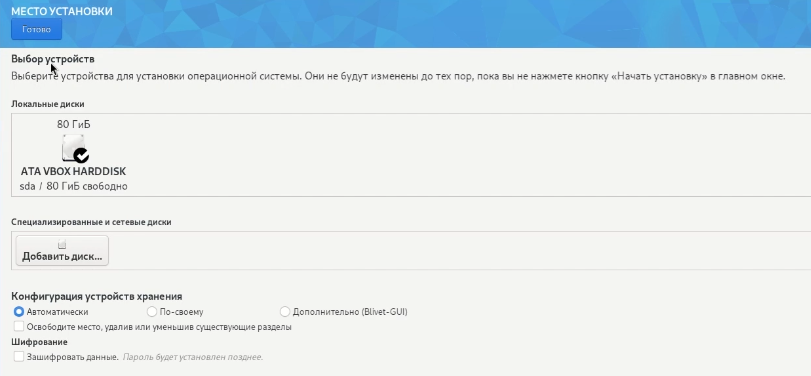 МЕСТО УСТАНОВКИ
Готово
Выбор устройств
Выберите устройства для установки операционной системы. Они не будут изменены до тех пор, пока вы не нажмете кнопку «Начать установку» в главном окне.
Локальные диски
80 ГиБ
ATA VBOX HARDDISK
sda / 80 ГиБ свободно
Специализированные и сетевые диски
Добавить диск...
Конфигурация устройств хранения
Автоматически По-своему Дополнительно (Blivet-GUI)
Освободите место, удалив или уменьшив существующие разделы
Шифрование
Зашифровать данные. Пароль будет установлен позднее.